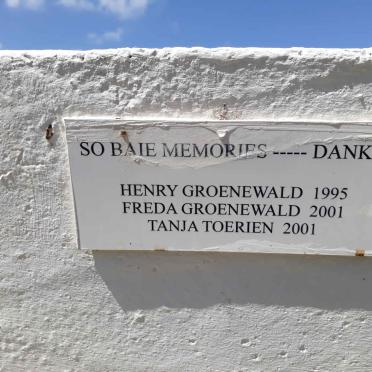 SO BAIE MEMORIES ----- DANK
HENRY GROENEWALD 1995
FREDA GROENEWALD 2001
TANJA TOERIEN 2001